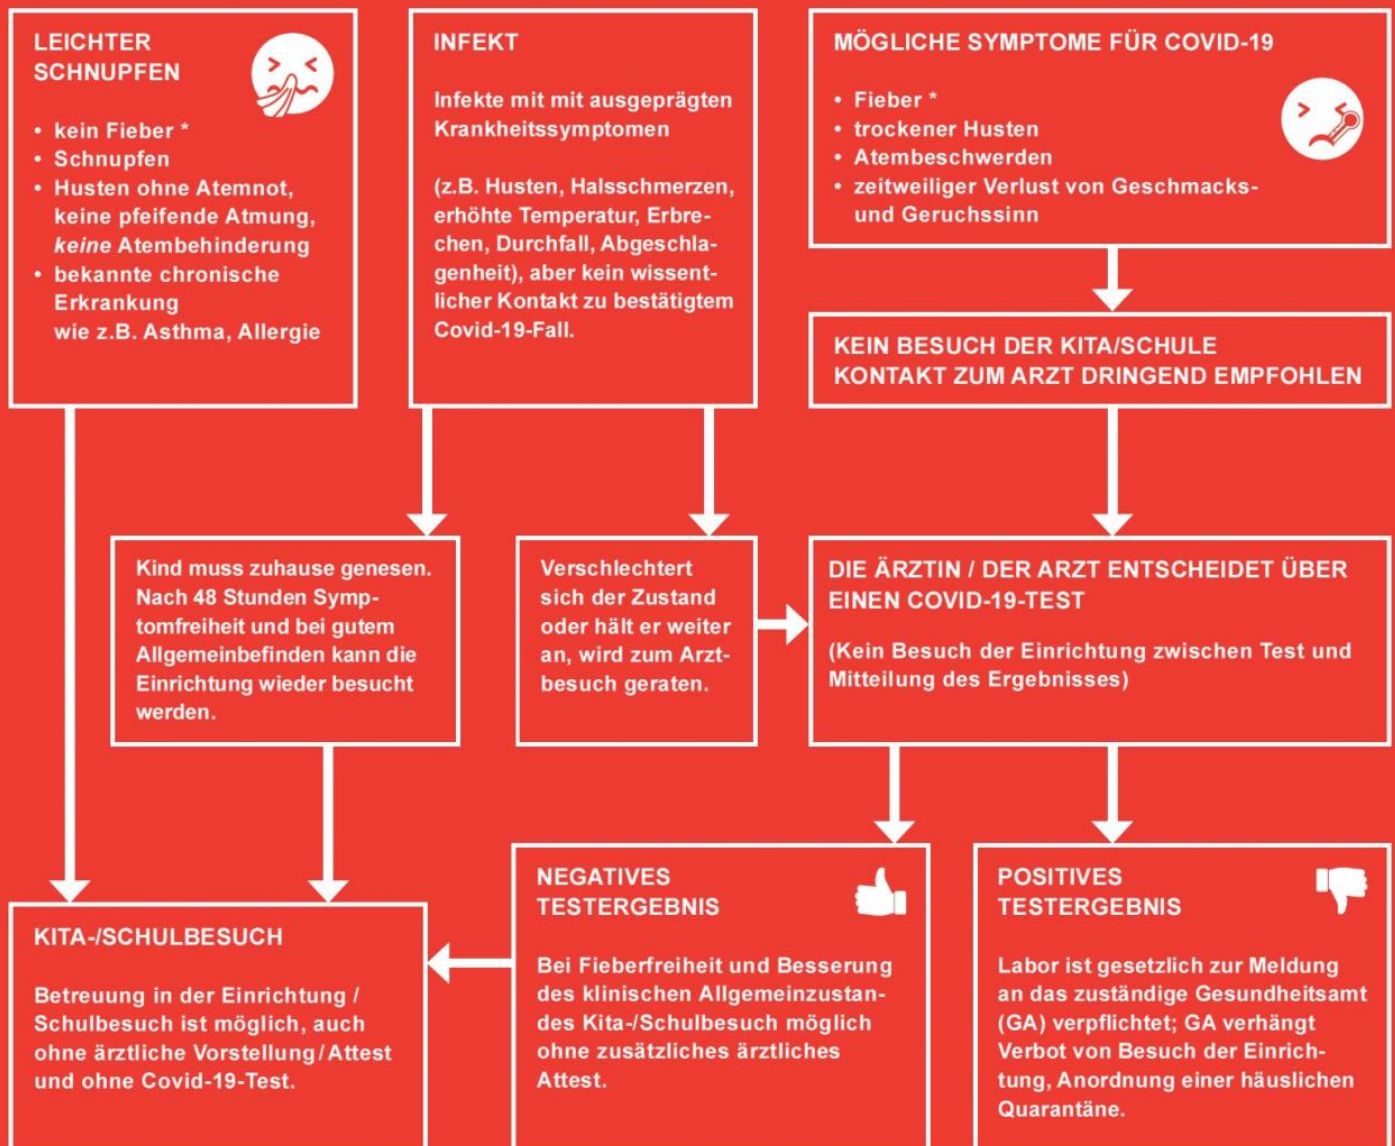 LEICHTER
SCHNUPFEN
• kein Fieber *
• Schnupfen
• Husten ohne Atemnot,
keine pfeifende Atmung,
keine Atembehinderung
• bekannte chronische
Erkrankung
wie z.B. Asthma, Allergie
INFEKT
Infekte mit mit ausgeprägten
Krankheitssymptomen
(z.B. Husten, Halsschmerzen,
erhöhte Temperatur, Erbre-
chen, Durchfall, Abgeschla-
genheit), aber kein wissent-
licher Kontakt zu bestätigtem
Covid-19-Fall.
MÖGLICHE SYMPTOME FÜR COVID-19
• Fieber *
• trockener Husten
• Atembeschwerden
• zeitweiliger Verlust von Geschmacks-
und Geruchssinn
KEIN BESUCH DER KITA/SCHULE
KONTAKT ZUM ARZT DRINGEND EMPFOHLEN
Kind muss zuhause genesen.
Nach 48 Stunden Symp-
tomfreiheit und bei gutem
Allgemeinbefinden kann die
Einrichtung wieder besucht
werden.
Verschlechtert
sich der Zustand
oder hält er weiter
an, wird zum Arzt-
besuch geraten.
DIE ÄRZTIN / DER ARZT ENTSCHEIDET ÜBER
EINEN COVID-19-TEST
(Kein Besuch der Einrichtung zwischen Test und
Mitteilung des Ergebnisses)
KITA-/SCHULBESUCH
Betreuung in der Einrichtung /
Schulbesuch ist möglich, auch
ohne ärztliche Vorstellung / Attest
und ohne Covid-19-Test.
NEGATIVES
TESTERGEBNIS
Bei Fieberfreiheit und Besserung
des klinischen Allgemeinzustan-
des Kita-/Schulbesuch möglich
ohne zusätzliches ärztliches
Attest.
POSITIVES
TESTERGEBNIS
Labor ist gesetzlich zur Meldung
an das zuständige Gesundheitsamt
(GA) verpflichtet; GA verhängt
Verbot von Besuch der Einrich-
tung, Anordnung einer häuslichen
Quarantäne.